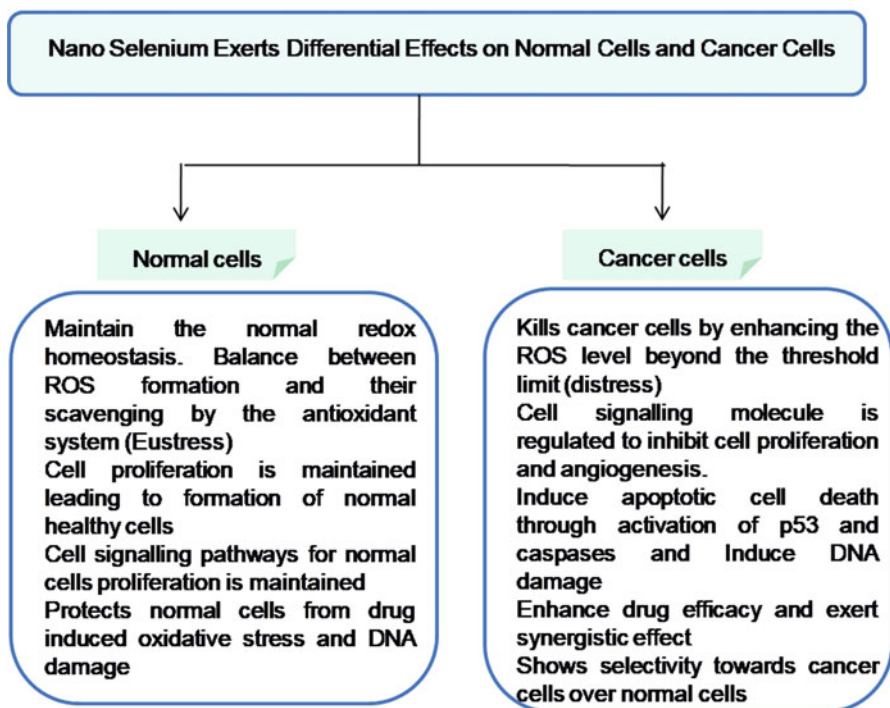 Nano Selenium Exerts Differential Effects on Normal Cells and Cancer Cells
Normal cells
Maintain the normal redox
homeostasis. Balance between
ROS formation and their
scavenging by the antioxidant
system (Eustress)
Cell proliferation is maintained
leading to formation of normal
healthy cells
Cell signalling pathways for normal
cells proliferation is maintained
Protects normal cells from drug
induced oxidative stress and DNA
damage
Cancer cells
Kills cancer cells by enhancing the
ROS level beyond the threshold
limit (distress)
Cell signalling molecule is
regulated to inhibit cell proliferation
and angiogenesis.
Induce apoptotic cell death
through activation of p53 and
caspases and Induce DNA
damage
Enhance drug efficacy and exert
synergistic effect
Shows selectivity towards cancer
cells over normal cells